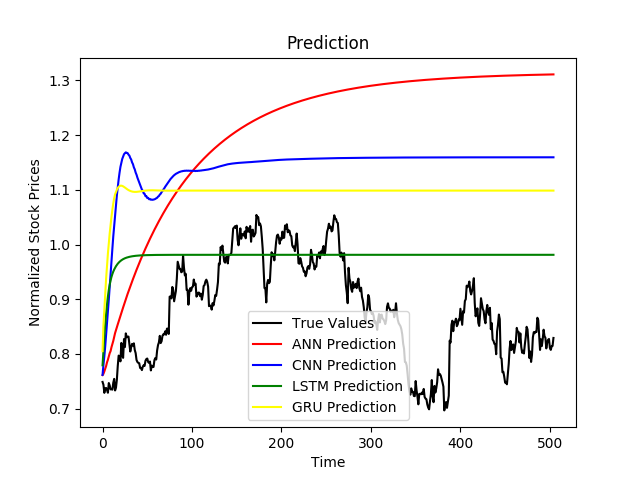 Prediction
Normalized Stock Prices
1.3
1.2
1.1
1.0
0.9
0.8
0.7
True Values
ANN Prediction
CNN Prediction
LSTM Prediction
GRU Prediction
0 100 200 300 400 500
Time